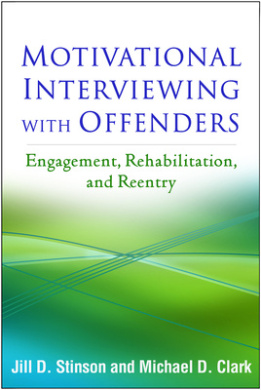 MOTIVATIONAL
INTERVIEWING
WITH OFFENDERS
Engagement, Rehabilitation,
and Reentry
Jill D. Stinson and Michael D. Clark